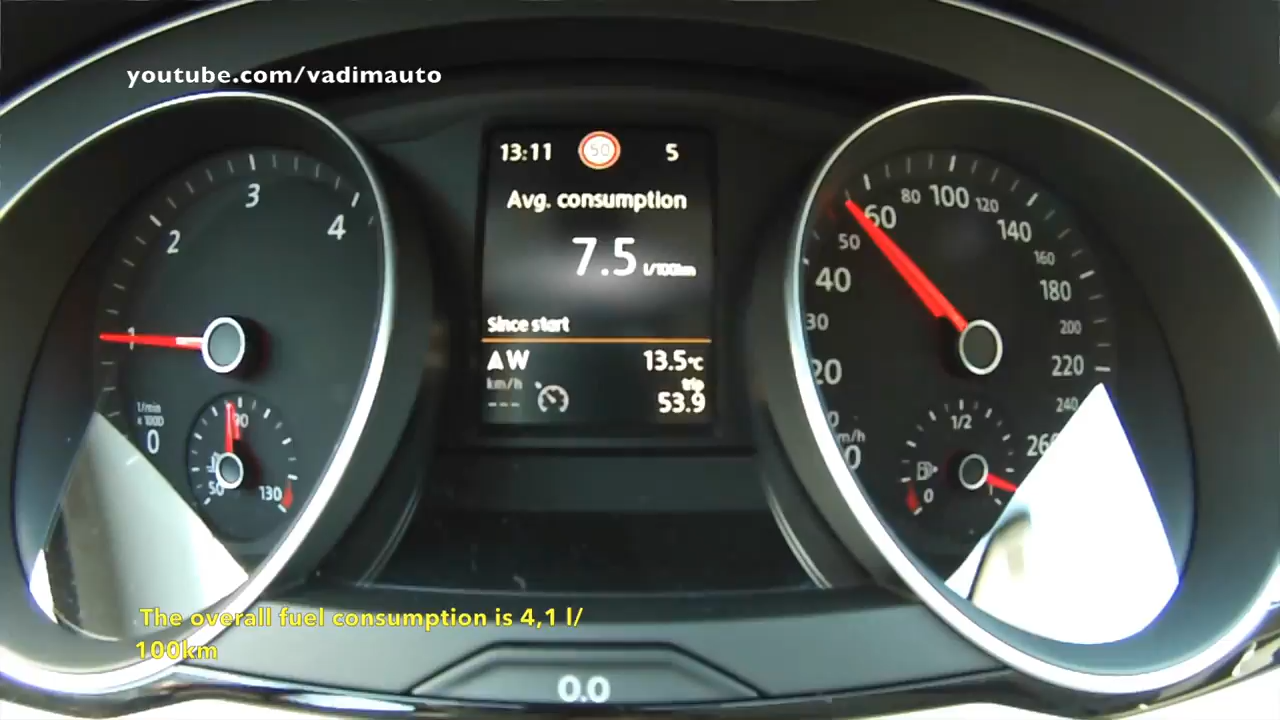 youtube.com/vadimauto
13:11 50 5
Avg. consumption
7.5 l/100km
Since start
AW 13.5°C
km/h trip
--- 53.9
1 2 3 4
l/min
x 1000
0
50 90 130
20 30 40 50 60 80 100 120 140 160 180 200 220 240 260
1/2
0 1
The overall fuel consumption is 4,1 l/
100km
0.0